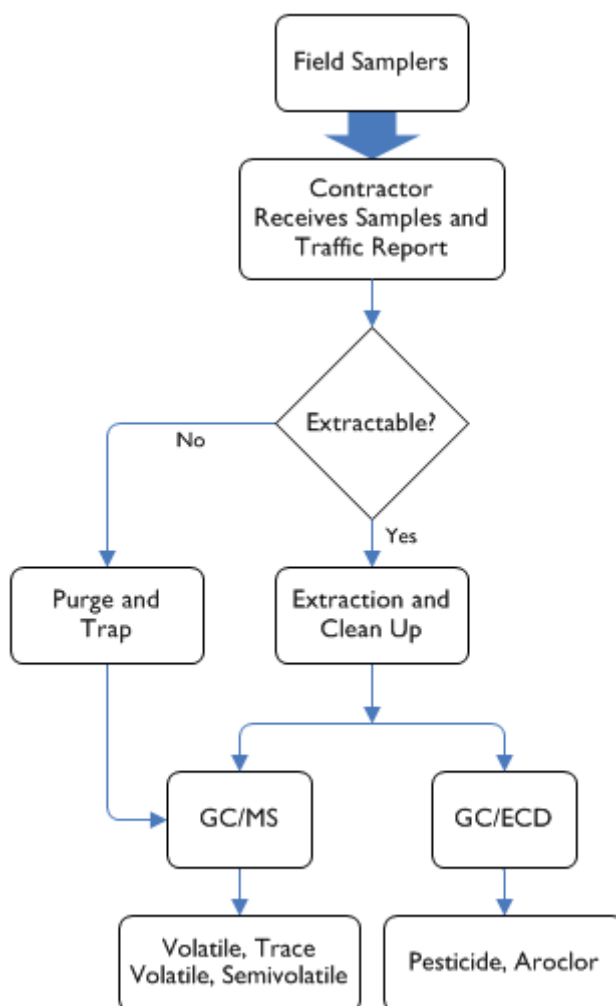 Field Samplers
Contractor
Receives Samples and
Traffic Report
Extractable?
No
Yes
Purge and
Trap
Extraction and
Clean Up
GC/MS
GC/ECD
Volatile, Trace
Volatile, Semivolatile
Pesticide, Aroclor